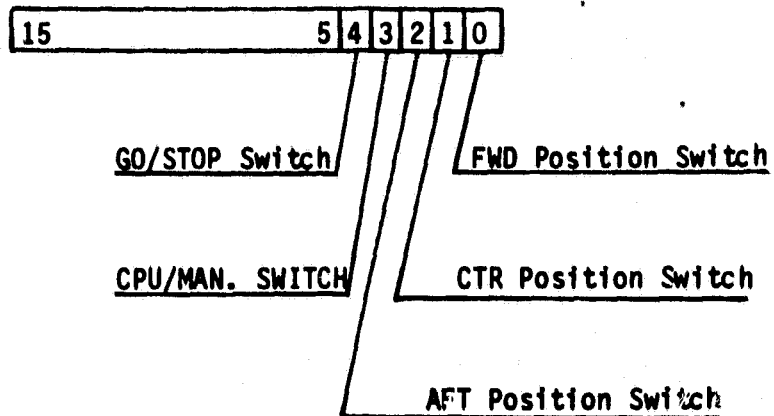 15 5 4 3 2 1 0
GO/STOP Switch FWD Position Switch
CPU/MAN. SWITCH CTR Position Switch
AFT Position Switch